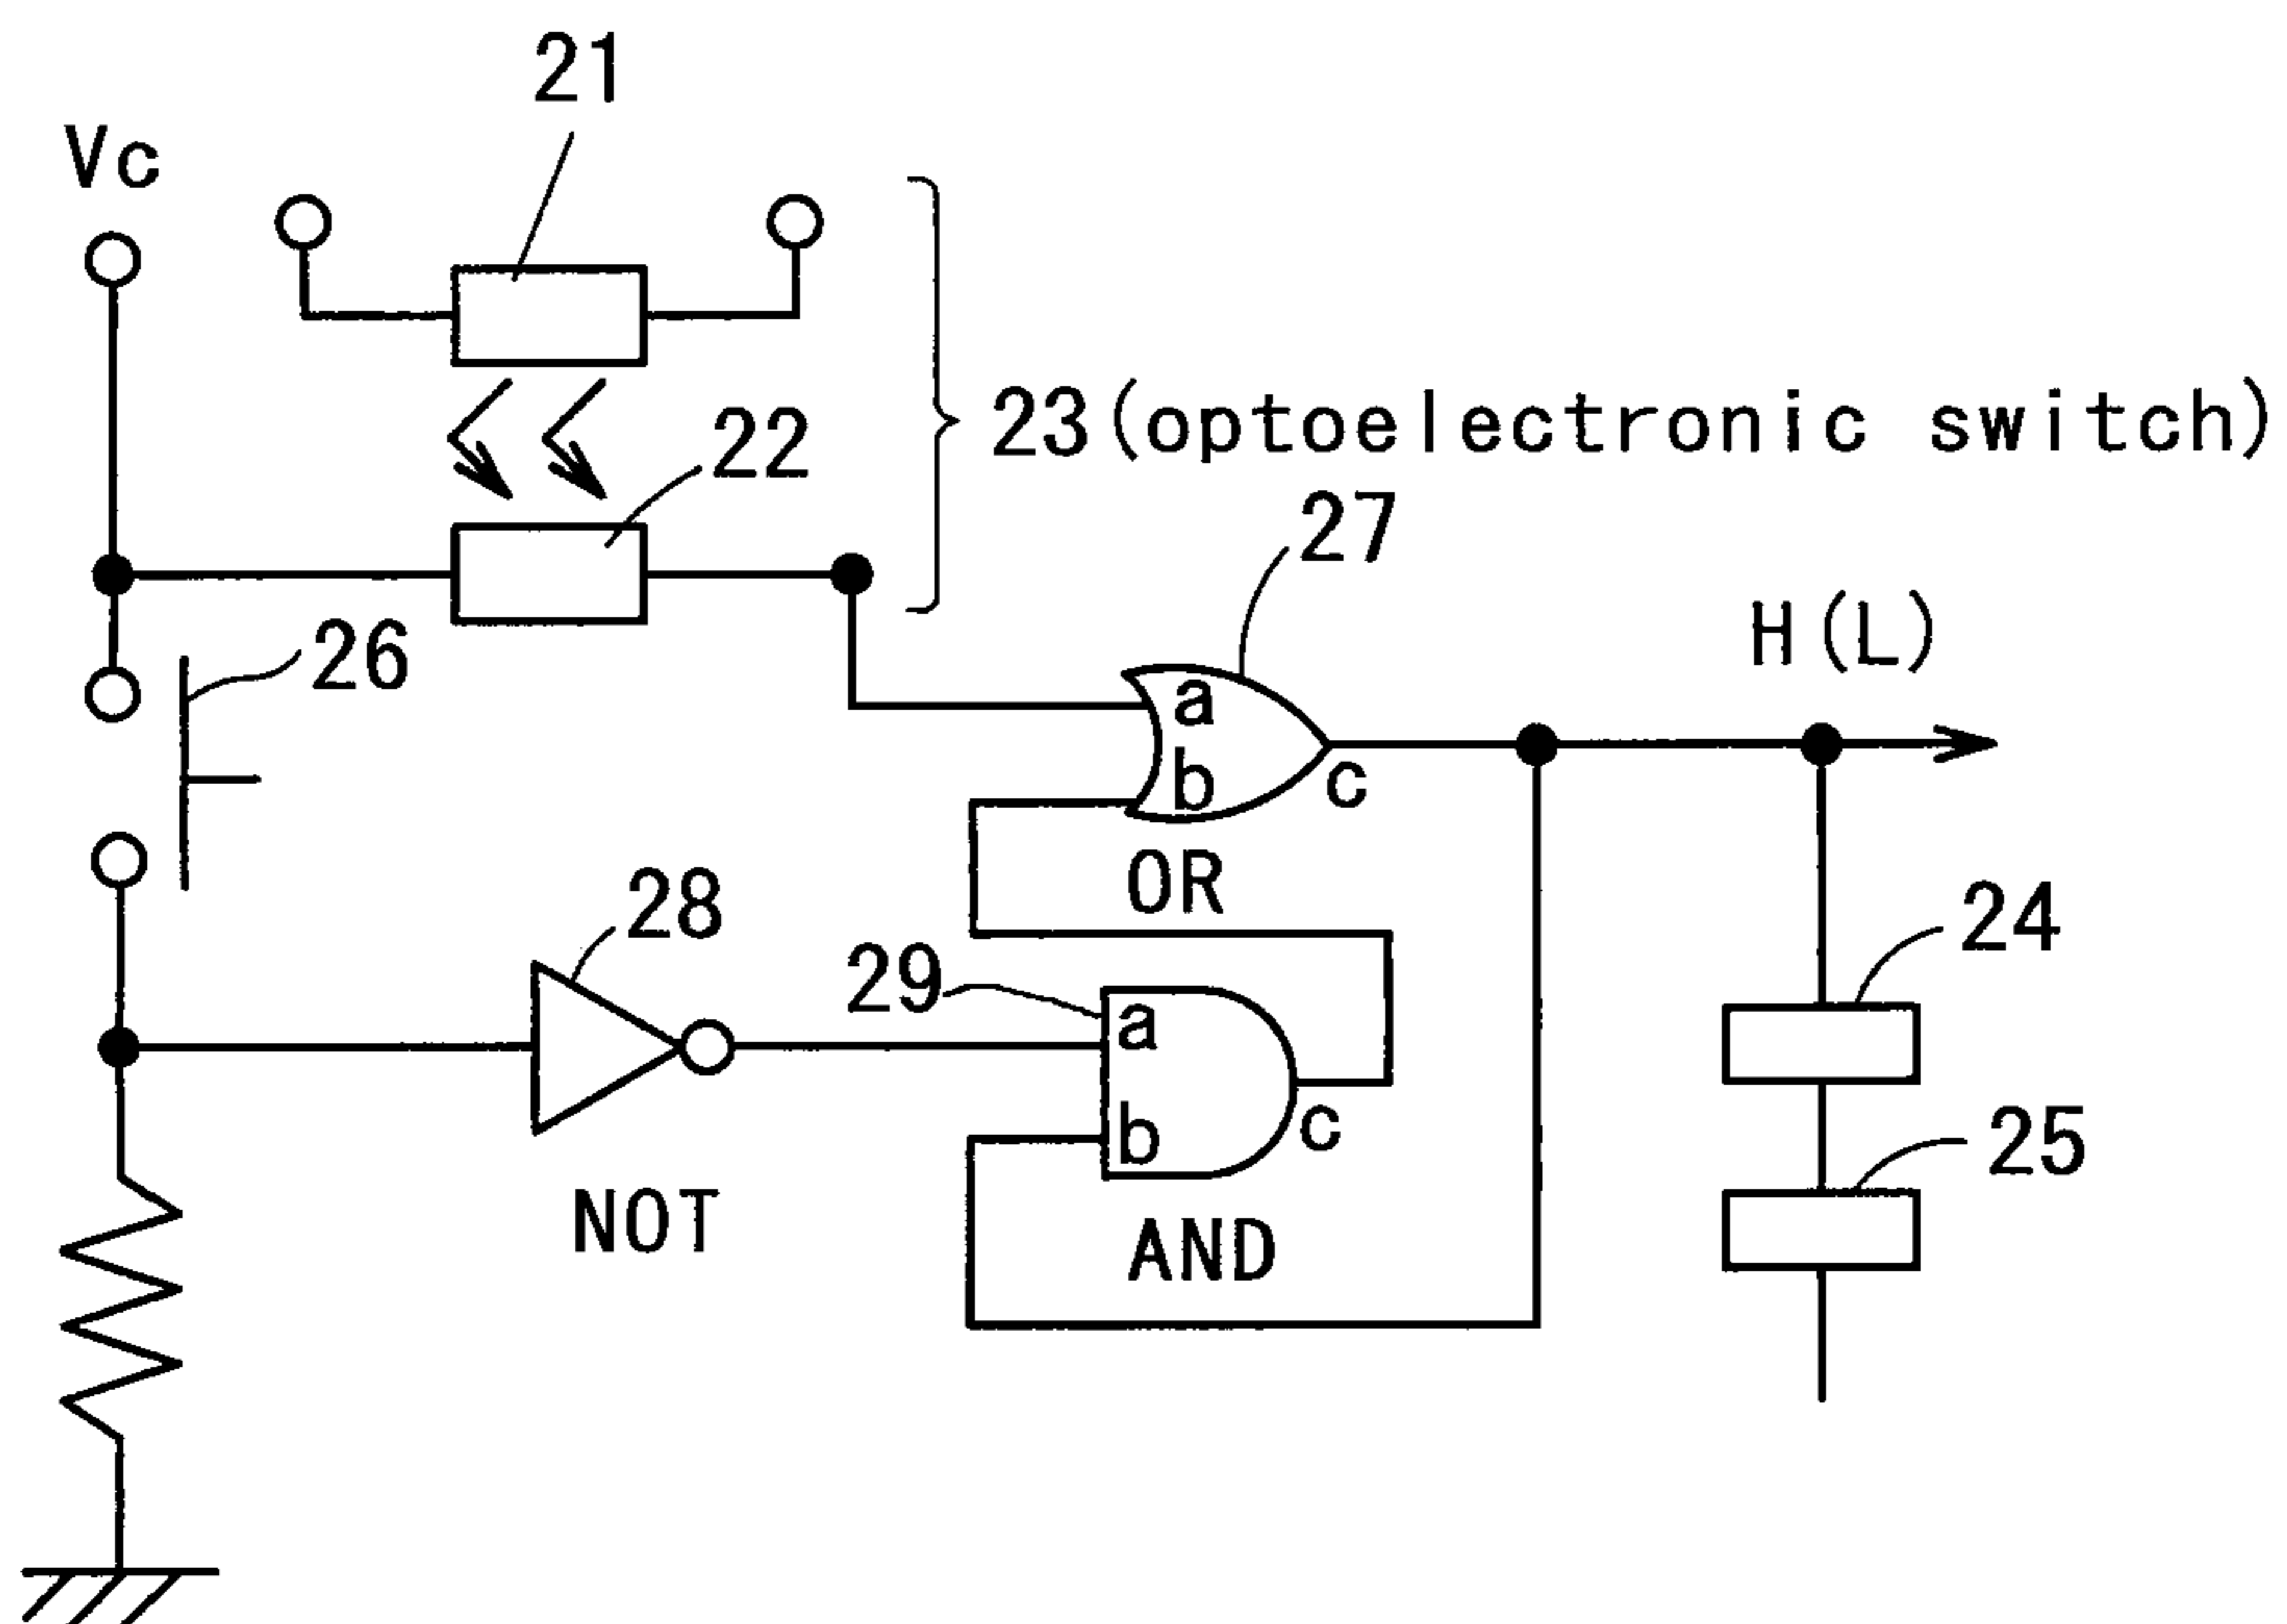 21
Vc
22
23(optoelectronic switch)
27
26
H(L)
a
b
c
OR
28
24
29
a
b
c
25
NOT
AND